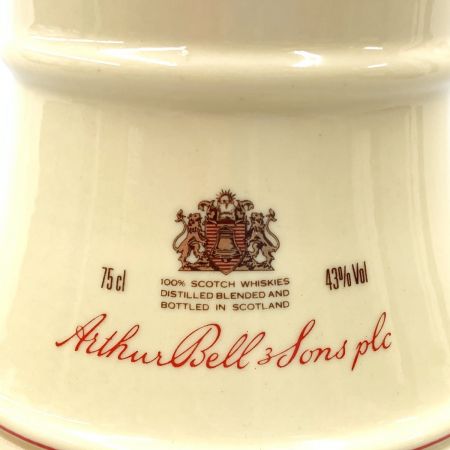 75 cl
43% Vol
100% SCOTCH WHISKIES
DISTILLED BLENDED AND
BOTTLED IN SCOTLAND
Arthur Bell & Sons plc